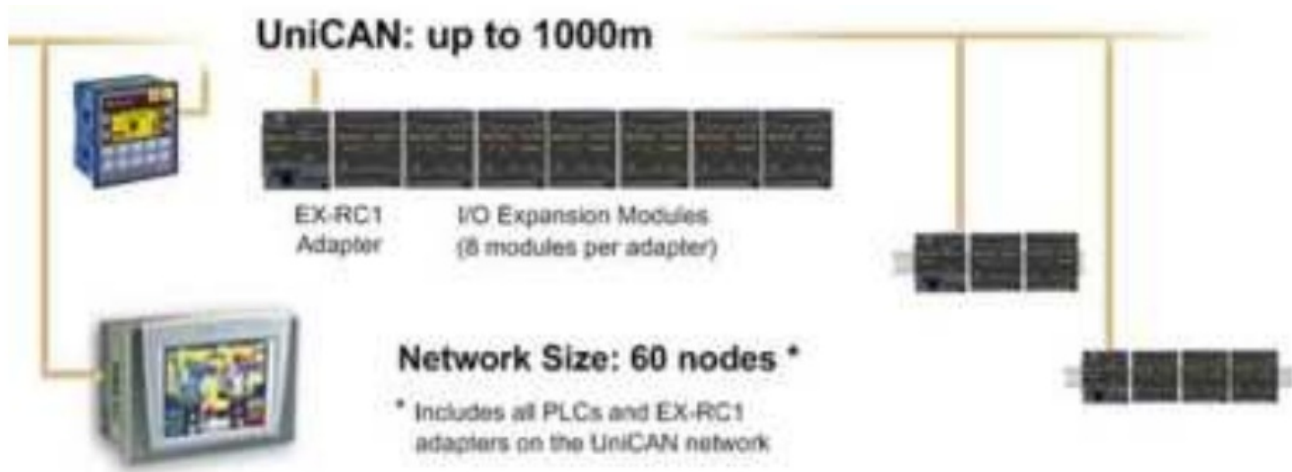 UniCAN: up to 1000m
EX-RC1
Adapter
I/O Expansion Modules
(8 modules per adapter)
Network Size: 60 nodes *
* Includes all PLCs and EX-RC1
adapters on the UniCAN network